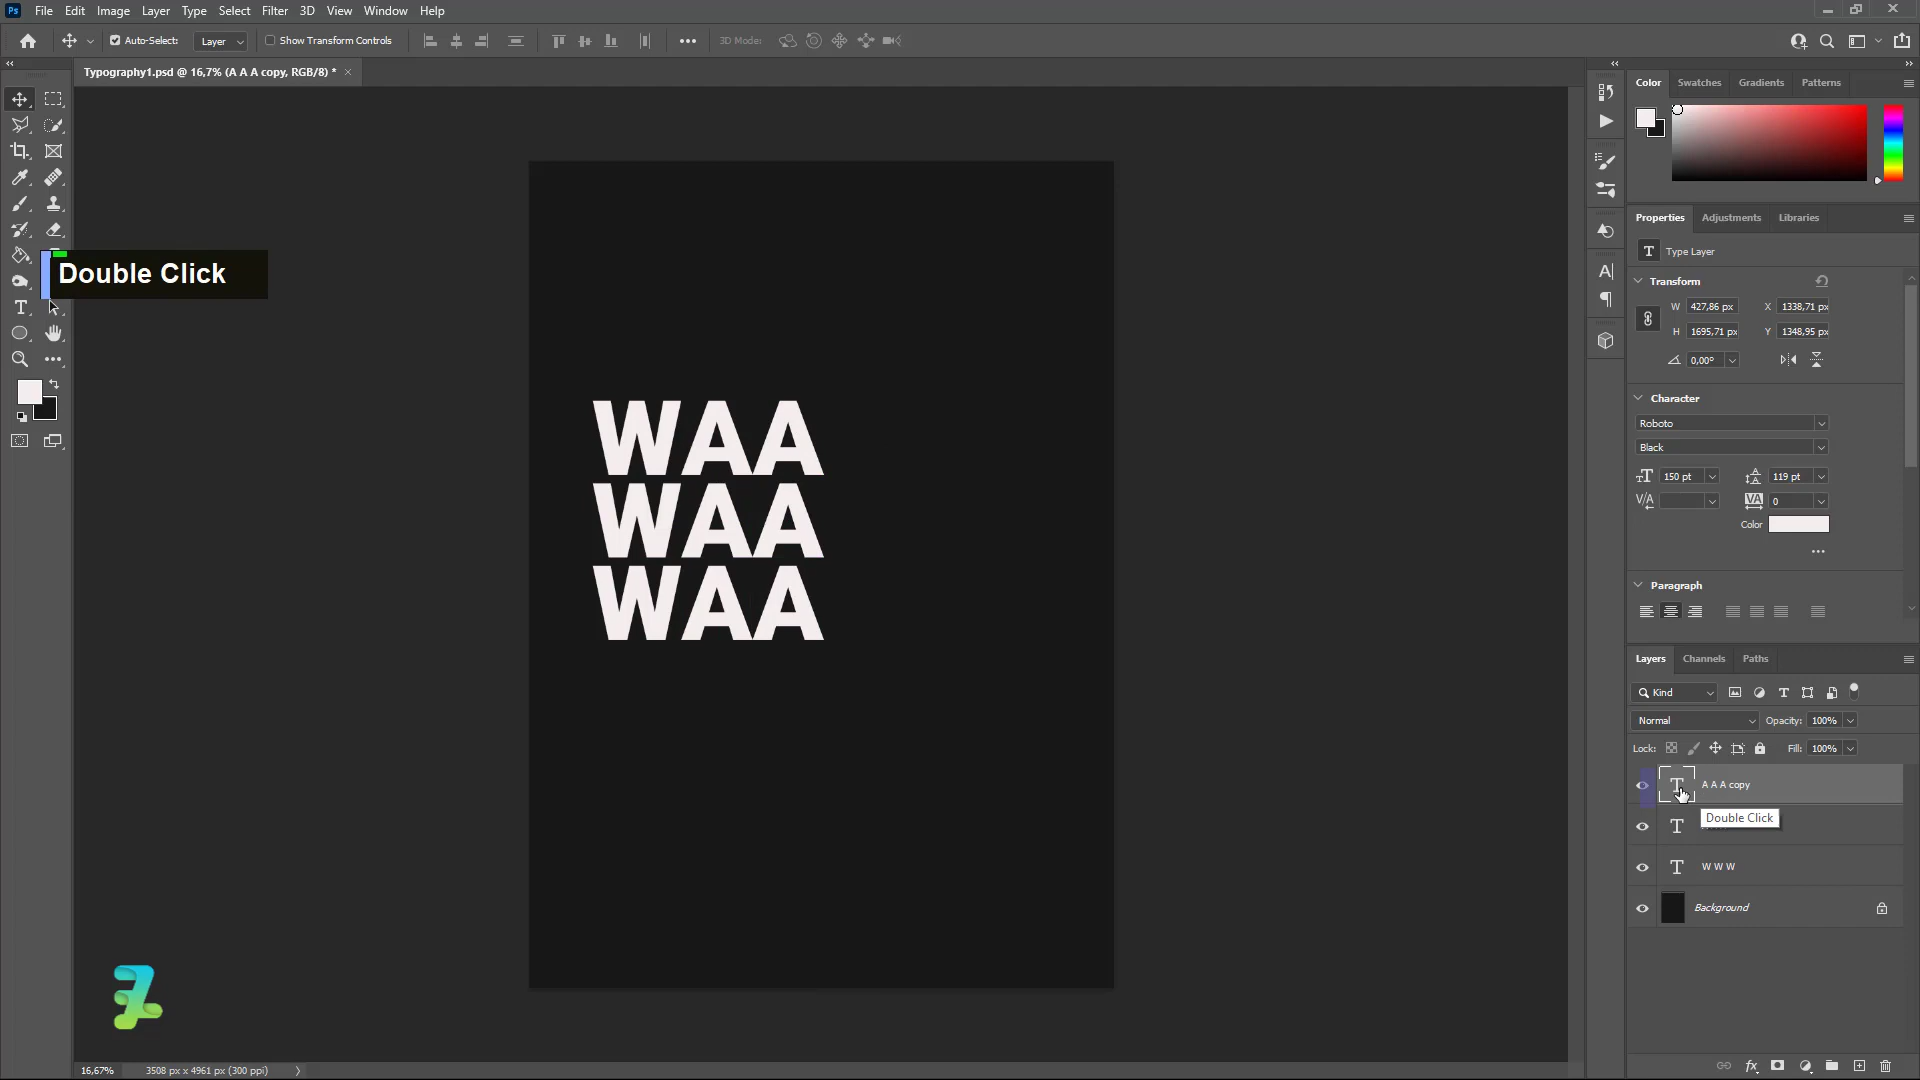 Ps File Edit Image Layer Type Select Filter 3D View Window Help
Auto-Select: Layer Show Transform Controls 3D Mode:
Typography1.psd @ 16,7% (A A A copy, RGB/8) * ×
Color Swatches Gradients Patterns
Properties Adjustments Libraries
T Type Layer
Transform
W 427,86 px X 1338,71 px
H 1695,71 px Y 1348,95 px
0,00°
Character
Roboto
Black
150 pt 119 pt
0
Color
Paragraph
Double Click
WAA
WAA
WAA
Layers Channels Paths
Kind
Normal Opacity: 100%
Lock: Fill: 100%
A A A copy
Double Click
W W W
Background
16,67% 3508 px x 4961 px (300 ppi)